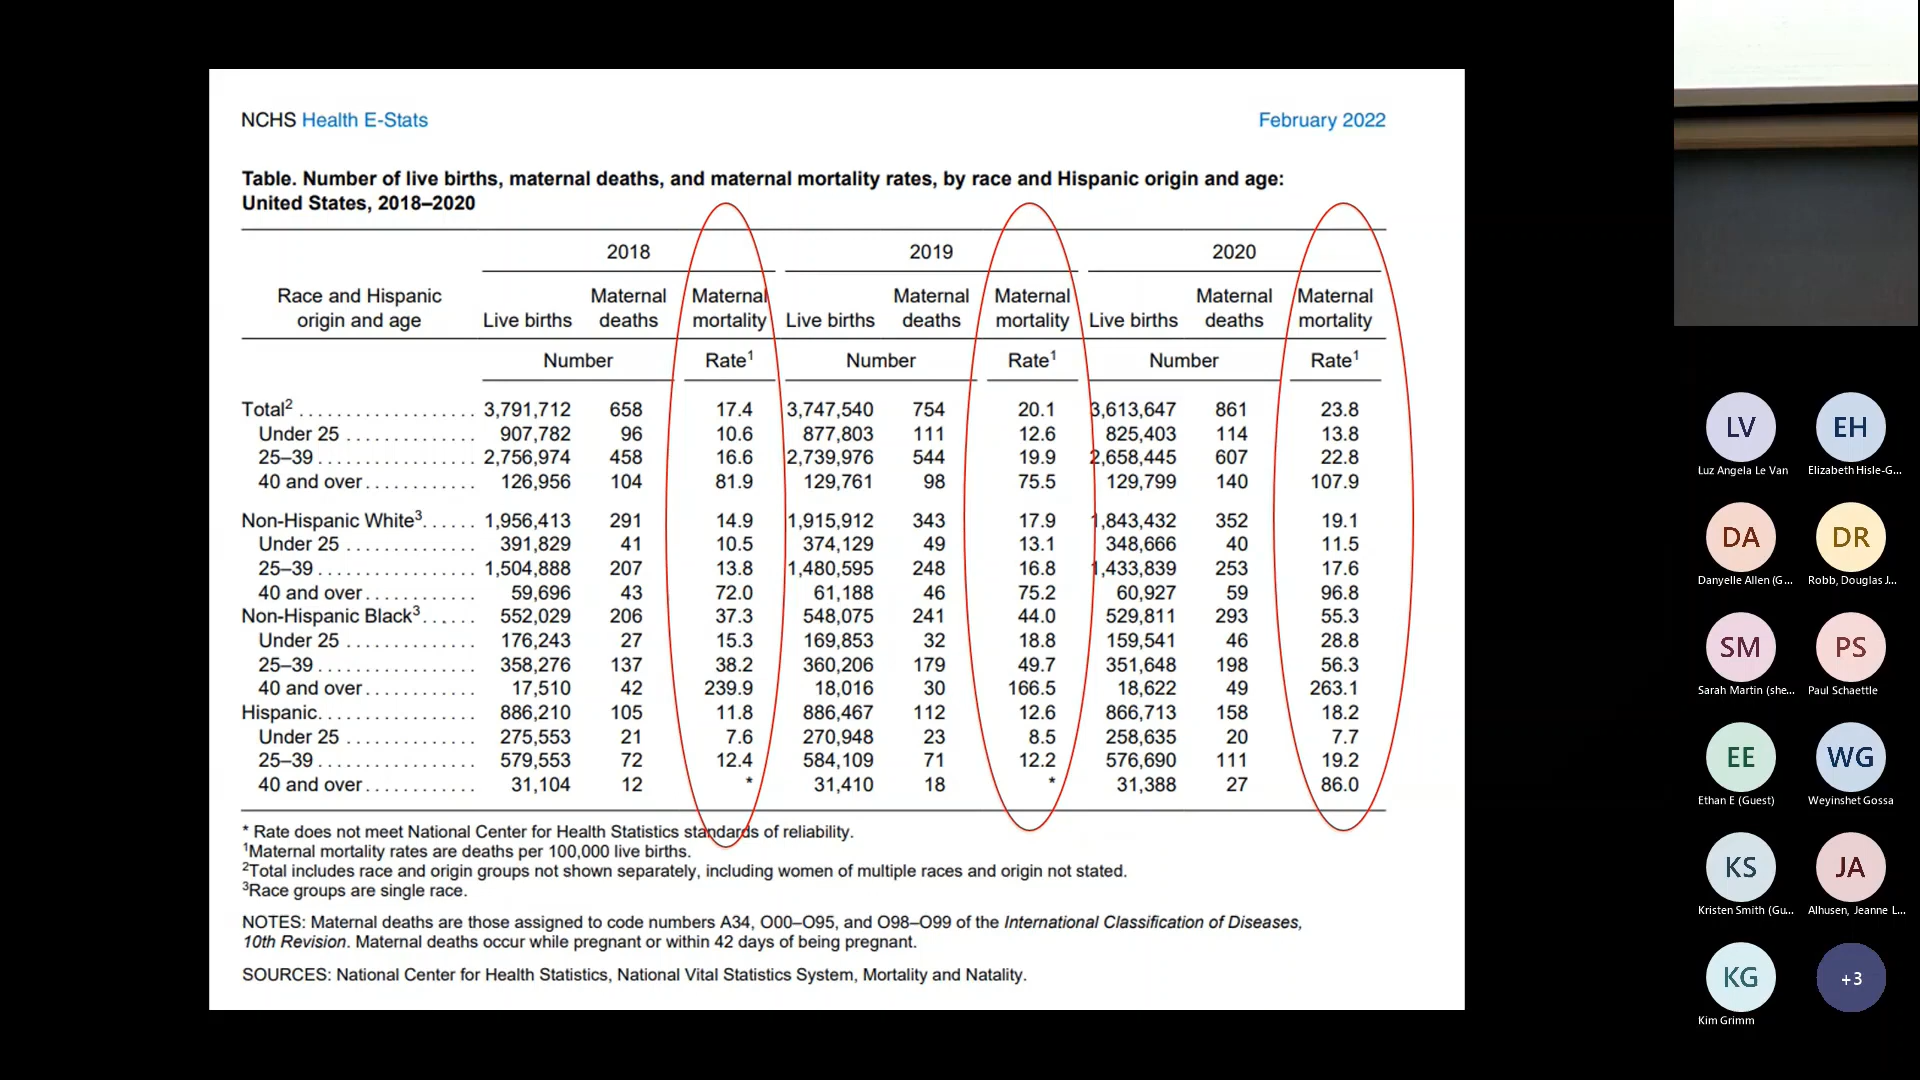 NCHS Health E-Stats February 2022
Table. Number of live births, maternal deaths, and maternal mortality rates, by race and Hispanic origin and age:
United States, 2018–2020
2018 2019 2020
Race and Hispanic Maternal Maternal Maternal Maternal Maternal Maternal
origin and age Live births deaths mortality Live births deaths mortality Live births deaths mortality
Number Rate¹ Number Rate¹ Number Rate¹
Total² . . . . . . . . . . . . . . . . . . 3,791,712 658 17.4 3,747,540 754 20.1 3,613,647 861 23.8
Under 25 . . . . . . . . . . . . . 907,782 96 10.6 877,803 111 12.6 825,403 114 13.8
25–39 . . . . . . . . . . . . . . . . 2,756,974 458 16.6 2,739,976 544 19.9 2,658,445 607 22.8
40 and over . . . . . . . . . . . 126,956 104 81.9 129,761 98 75.5 129,799 140 107.9
Non-Hispanic White³. . . . . . 1,956,413 291 14.9 1,915,912 343 17.9 1,843,432 352 19.1
Under 25 . . . . . . . . . . . . . 391,829 41 10.5 374,129 49 13.1 348,666 40 11.5
25–39 . . . . . . . . . . . . . . . . 1,504,888 207 13.8 1,480,595 248 16.8 1,433,839 253 17.6
40 and over . . . . . . . . . . . 59,696 43 72.0 61,188 46 75.2 60,927 59 96.8
Non-Hispanic Black³. . . . . . 552,029 206 37.3 548,075 241 44.0 529,811 293 55.3
Under 25 . . . . . . . . . . . . . 176,243 27 15.3 169,853 32 18.8 159,541 46 28.8
25–39 . . . . . . . . . . . . . . . . 358,276 137 38.2 360,206 179 49.7 351,648 198 56.3
40 and over . . . . . . . . . . . 17,510 42 239.9 18,016 30 166.5 18,622 49 263.1
Hispanic. . . . . . . . . . . . . . . . 886,210 105 11.8 886,467 112 12.6 866,713 158 18.2
Under 25 . . . . . . . . . . . . . 275,553 21 7.6 270,948 23 8.5 258,635 20 7.7
25–39 . . . . . . . . . . . . . . . . 579,553 72 12.4 584,109 71 12.2 576,690 111 19.2
40 and over . . . . . . . . . . . 31,104 12 * 31,410 18 * 31,388 27 86.0
* Rate does not meet National Center for Health Statistics standards of reliability.
¹Maternal mortality rates are deaths per 100,000 live births.
²Total includes race and origin groups not shown separately, including women of multiple races and origin not stated.
³Race groups are single race.
NOTES: Maternal deaths are those assigned to code numbers A34, O00–O95, and O98–O99 of the International Classification of Diseases,
10th Revision. Maternal deaths occur while pregnant or within 42 days of being pregnant.
SOURCES: National Center for Health Statistics, National Vital Statistics System, Mortality and Natality.
LV EH
Luz Angela Le Van Elizabeth Hisle-G...
DA DR
Danyelle Allen (G... Robb, Douglas J...
SM PS
Sarah Martin (she... Paul Schaettle
EE WG
Ethan E (Guest) Weyinshet Gossa
KS JA
Kristen Smith (Gu... Alhusen, Jeanne L...
KG +3
Kim Grimm